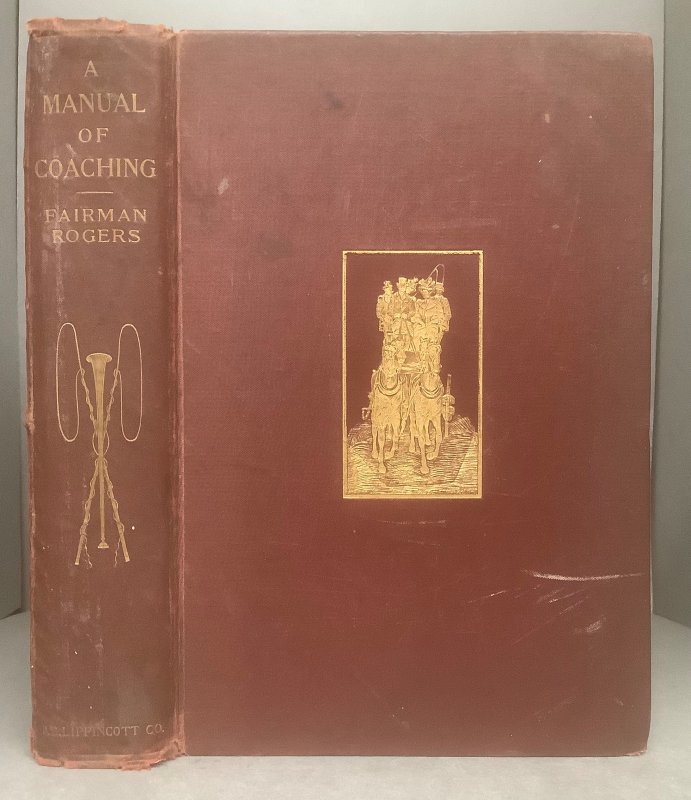 A
MANUAL
OF
COACHING
FAIRMAN
ROGERS
J.B. LIPPINCOTT CO.